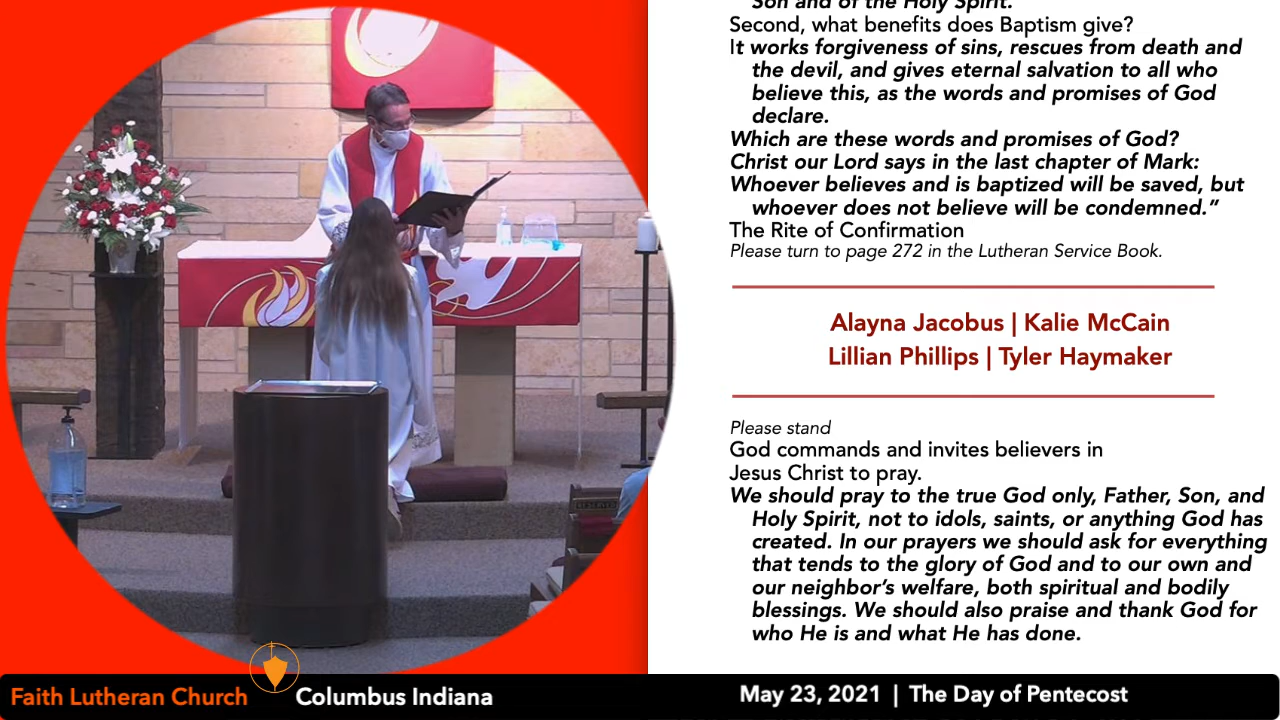 Son and of the Holy Spirit.
Second, what benefits does Baptism give?
It works forgiveness of sins, rescues from death and
the devil, and gives eternal salvation to all who
believe this, as the words and promises of God
declare.
Which are these words and promises of God?
Christ our Lord says in the last chapter of Mark:
Whoever believes and is baptized will be saved, but
whoever does not believe will be condemned.”
The Rite of Confirmation
Please turn to page 272 in the Lutheran Service Book.
Alayna Jacobus | Kalie McCain
Lillian Phillips | Tyler Haymaker
Please stand
God commands and invites believers in
Jesus Christ to pray.
We should pray to the true God only, Father, Son, and
Holy Spirit, not to idols, saints, or anything God has
created. In our prayers we should ask for everything
that tends to the glory of God and to our own and
our neighbor’s welfare, both spiritual and bodily
blessings. We should also praise and thank God for
who He is and what He has done.
RESERVED
Faith Lutheran Church Columbus Indiana
May 23, 2021 | The Day of Pentecost